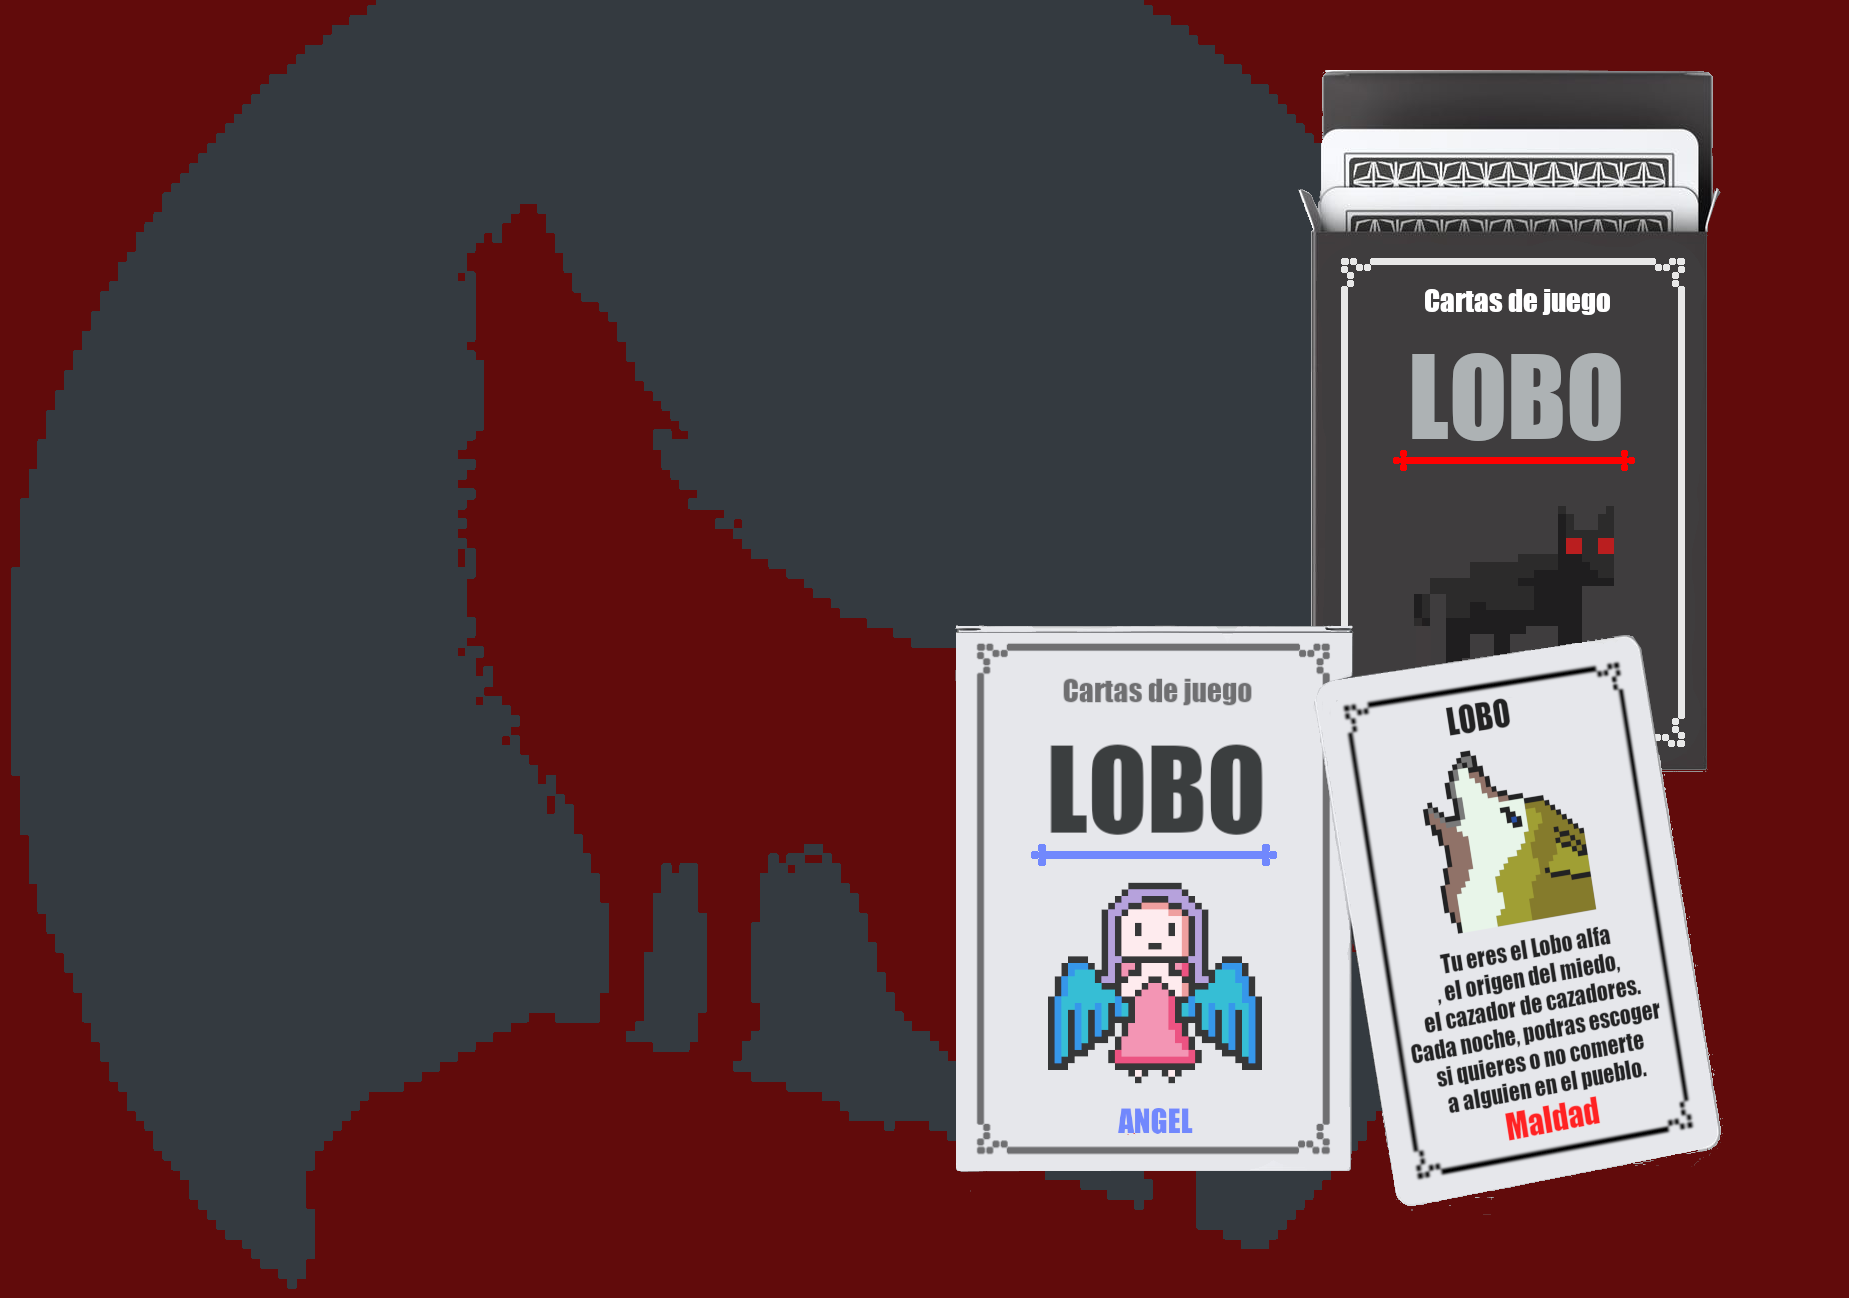 Cartas de juego
LOBO
Cartas de juego
LOBO
ANGEL
LOBO
Tu eres el Lobo alfa
, el origen del miedo,
el cazador de cazadores.
Cada noche, podras escoger
si quieres o no comerte
a alguien en el pueblo.
Maldad